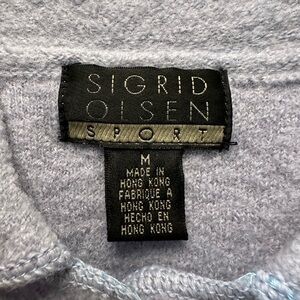 SIGRID
OLSEN
SPORT
M
MADE IN
HONG KONG
FABRIQUE A
HONG KONG
HECHO EN
HONG KONG